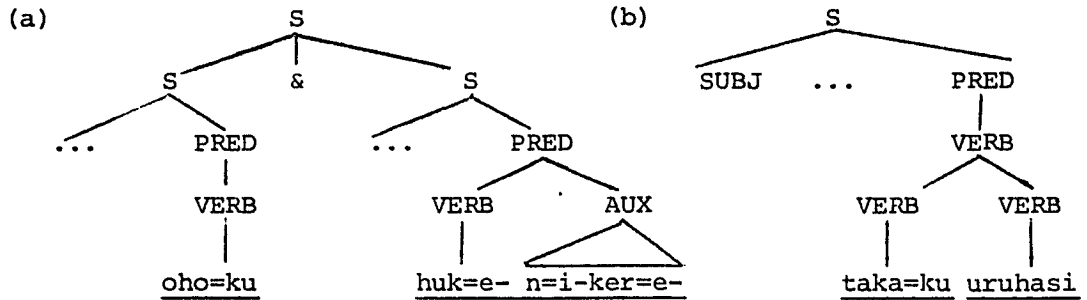 (a) S (b) S
S & S SUBJ ... PRED
... PRED ... PRED VERB
VERB VERB AUX VERB VERB
oho=ku huk=e- n=i-ker=e- taka=ku uruhasi